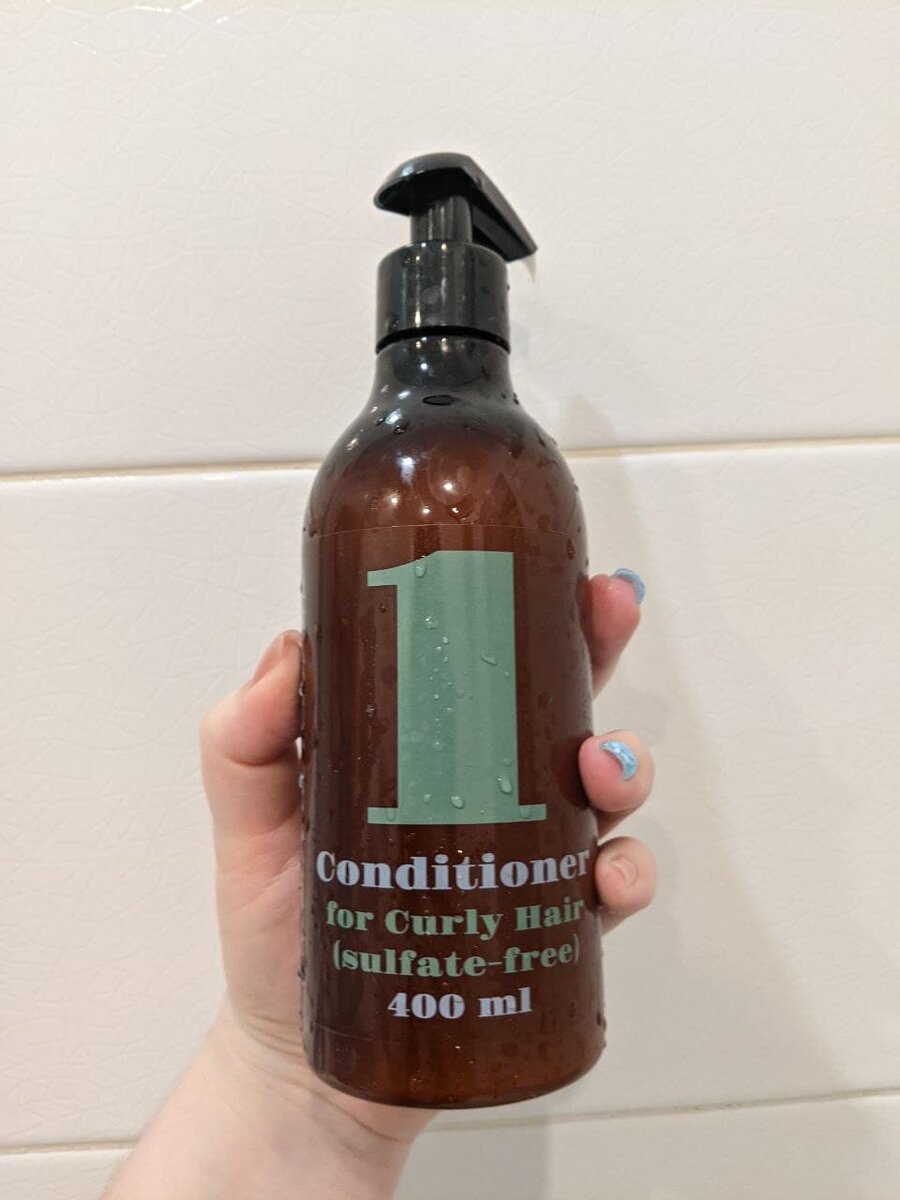 1
Conditioner
for Curly Hair
(sulfate-free)
400 ml